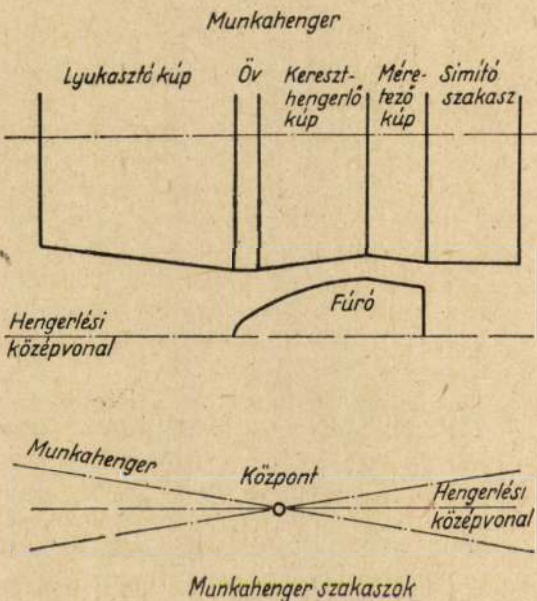 Munkahenger
Lyukasztó kúp
Öv
Kereszt-
hengerlő
kúp
Mére-
tező
kúp
Simító
szakasz
Fúró
Hengerlési
középvonal
Munkahenger
Központ
Hengerlési
középvonal
Munkahenger szakaszok